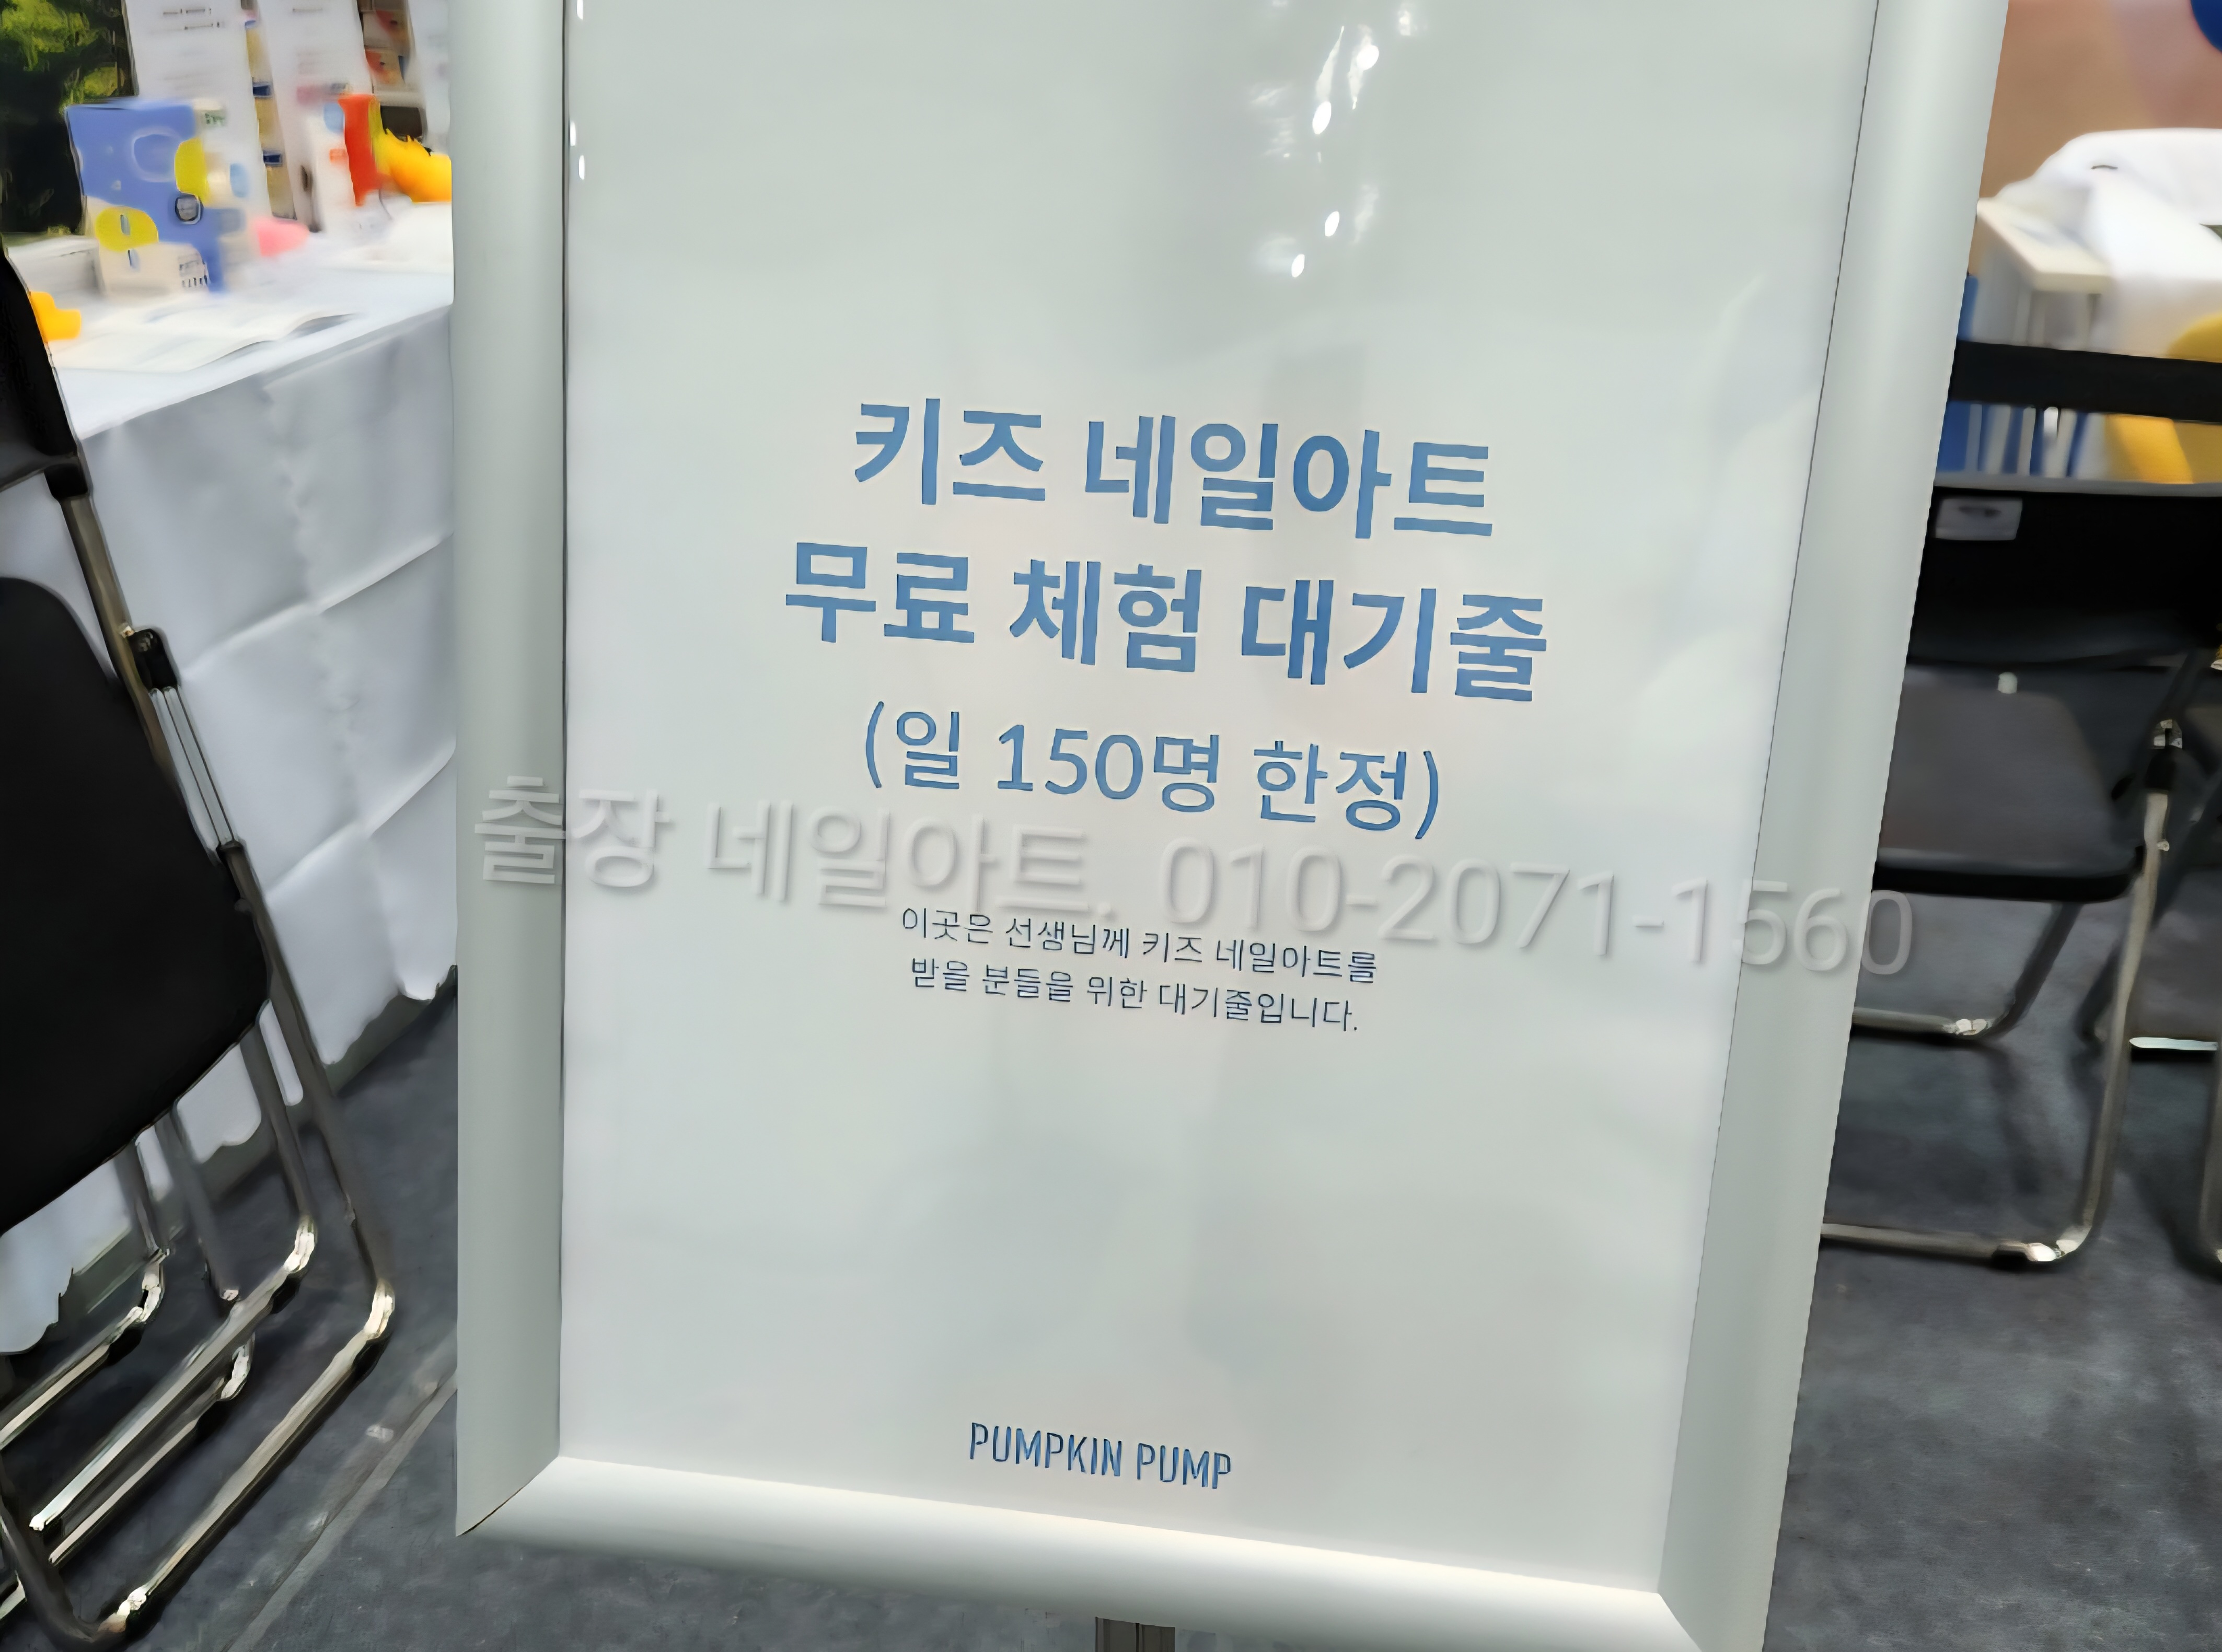 키즈 네일아트
무료 체험 대기줄
(일 150명 한정)
출장 네일아트. 010-2071-1560
이곳은 선생님께 키즈 네일아트를
받을 분들을 위한 대기줄입니다.
PUMPKIN PUMP